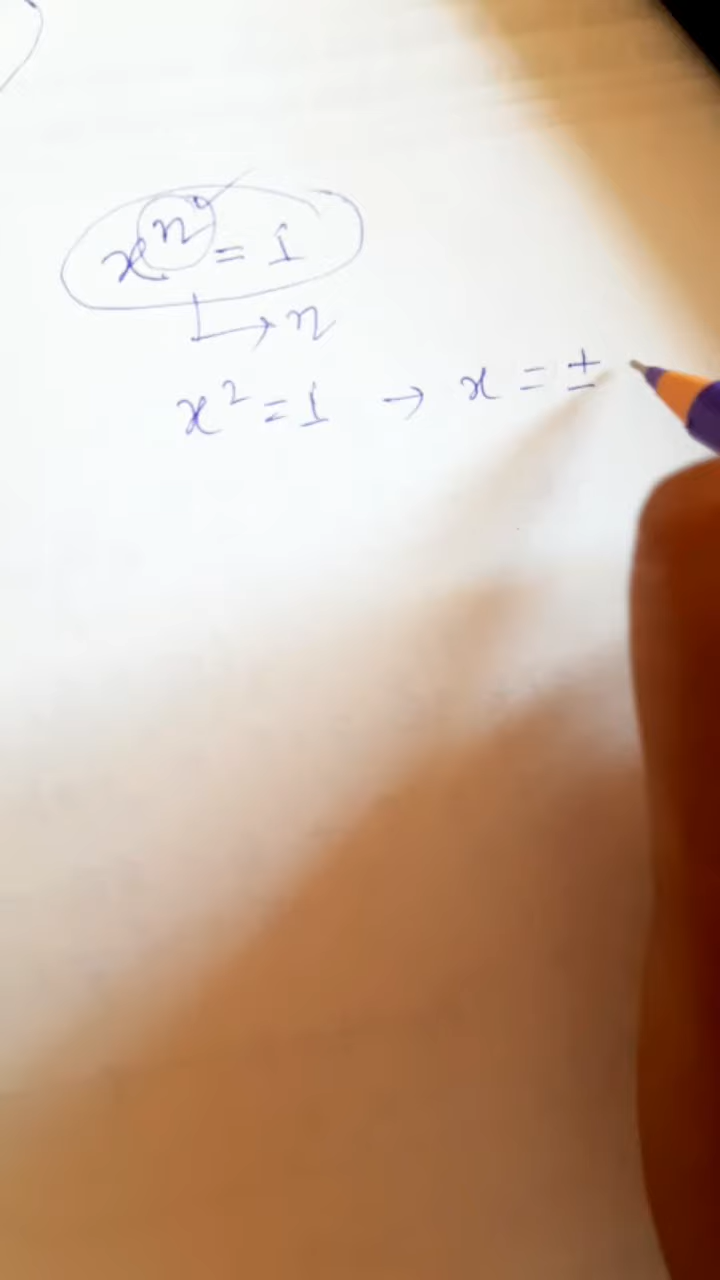 xⁿ = 1
→ n
x² = 1 → x = ±